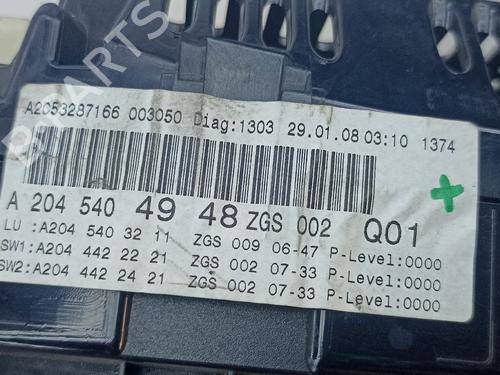 A2053287166 003050 Diag:1303 29.01.08 03:10 1374
A 204 540 49 48 ZGS 002 Q01
LU :A204 540 32 11 ZGS 009 06-47 P-Level:0000
SW1:A204 442 22 21 ZGS 002 07-33 P-Level:0000
SW2:A204 442 24 21 ZGS 002 07-33 P-Level:0000